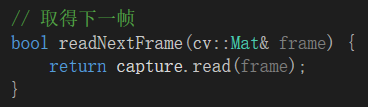 // 取得下一帧
bool readNextFrame(cv::Mat& frame) {
    return capture.read(frame);
}